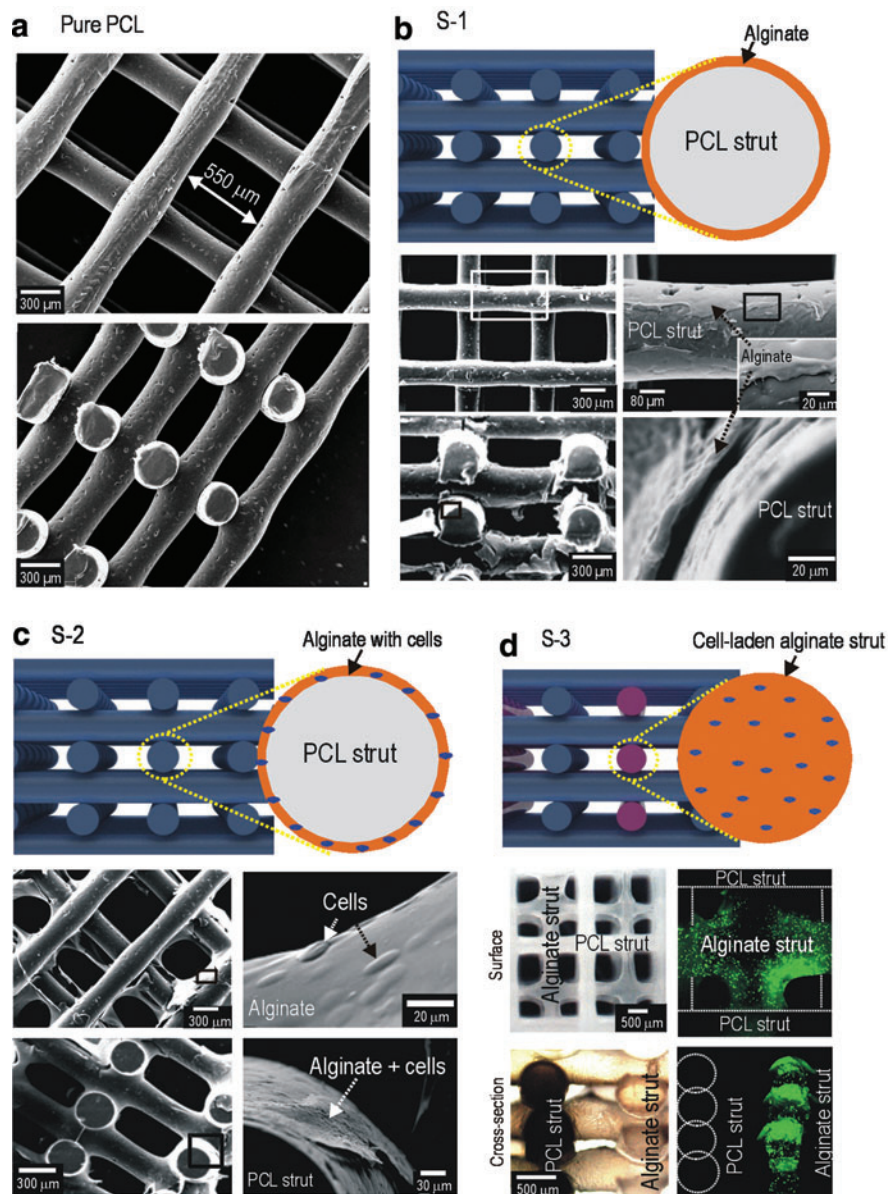 a Pure PCL
550 µm
300 µm
300 µm
b S-1
Alginate
PCL strut
300 µm
PCL strut
Alginate
80 µm
20 µm
300 µm
PCL strut
20 µm
c S-2
Alginate with cells
PCL strut
300 µm
Cells
Alginate
20 µm
300 µm
Alginate + cells
PCL strut
30 µm
d S-3
Cell-laden alginate strut
Surface
Alginate strut
PCL strut
500 µm
PCL strut
Alginate strut
PCL strut
Cross-section
PCL strut
Alginate strut
500 µm
PCL strut
Alginate strut